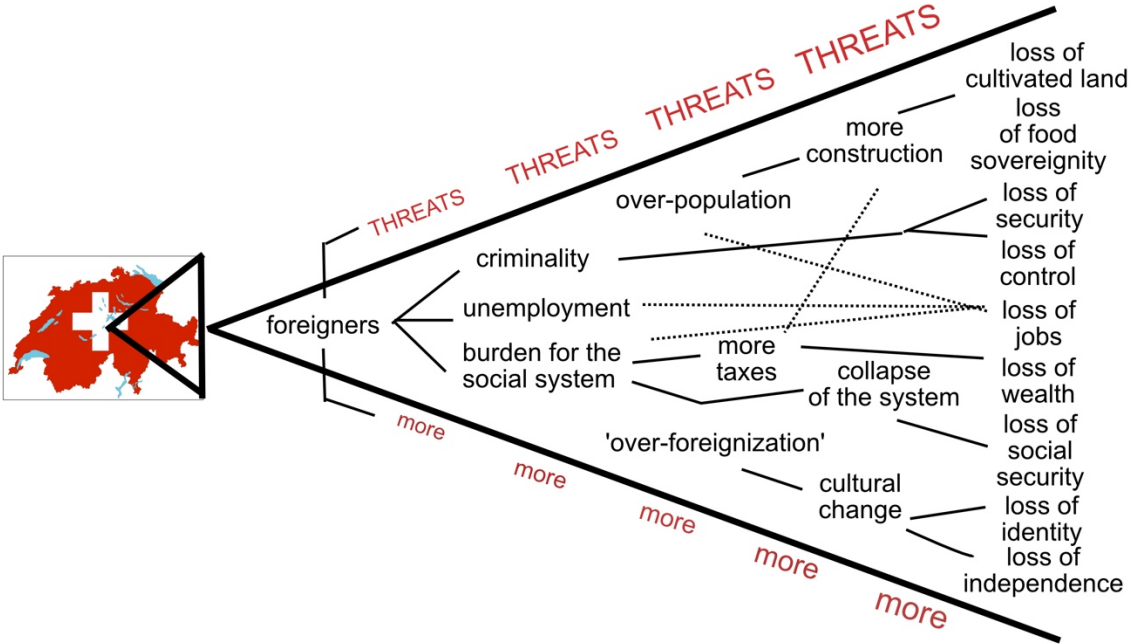 THREATS
THREATS
THREATS
THREATS
loss of
cultivated land
loss
of food
sovereignity
more
construction
over-population
loss of
security
criminality
loss of
control
unemployment
foreigners
loss of
jobs
burden for the
social system
more
taxes
loss of
wealth
collapse
of the system
loss of
social
security
'over-foreignization'
cultural
change
loss of
identity
loss of
independence
more
more
more
more
more